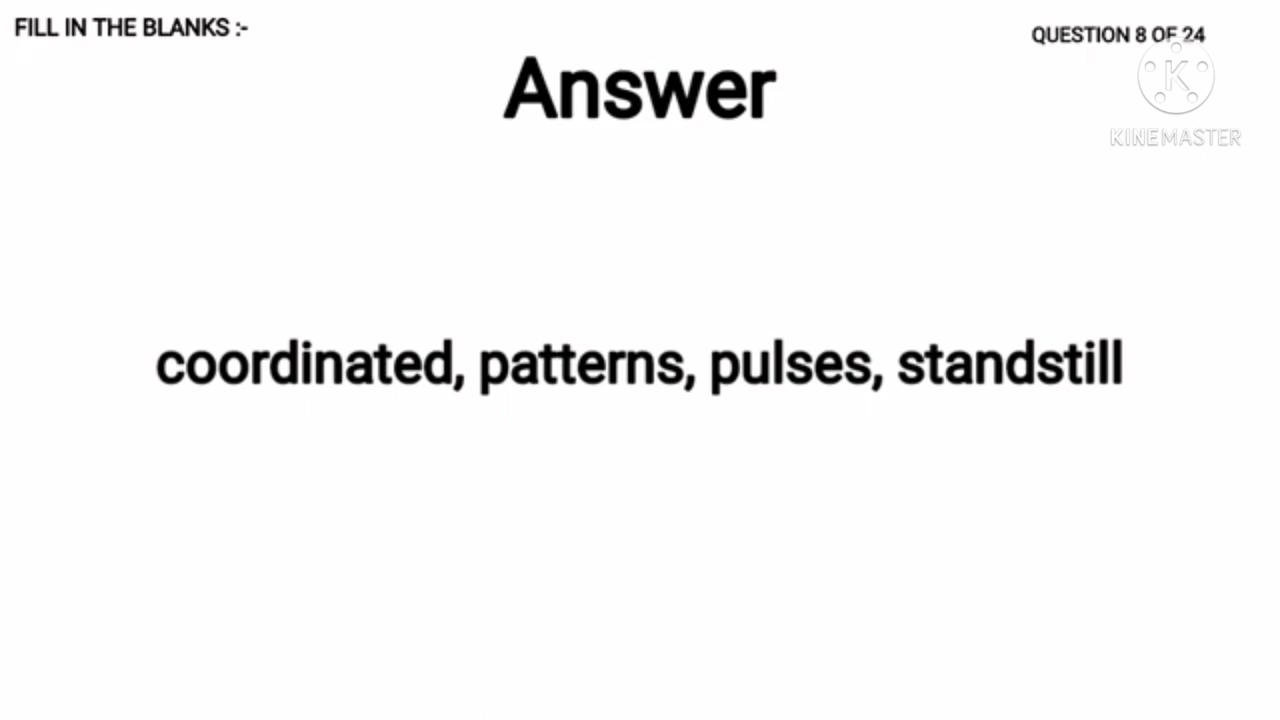 FILL IN THE BLANKS :-
QUESTION 8 OF 24
Answer
K
KINEMASTER
coordinated, patterns, pulses, standstill